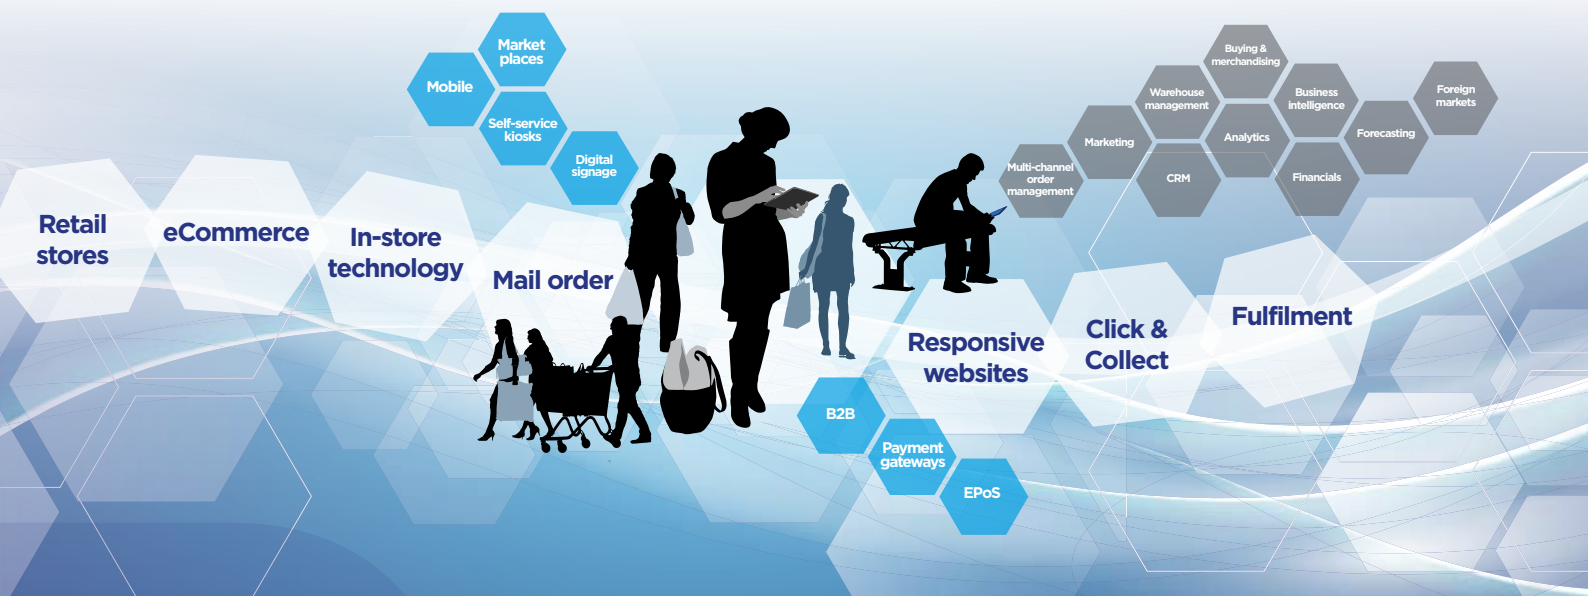 Market
places
Mobile
Self-service
kiosks
Digital
signage
Buying &
merchandising
Warehouse
management
Business
intelligence
Foreign
markets
Marketing
Analytics
Forecasting
Multi-channel
order
management
CRM
Financials
Retail
stores
eCommerce
In-store
technology
Mail order
Responsive
websites
Click &
Collect
Fulfilment
B2B
Payment
gateways
EPoS